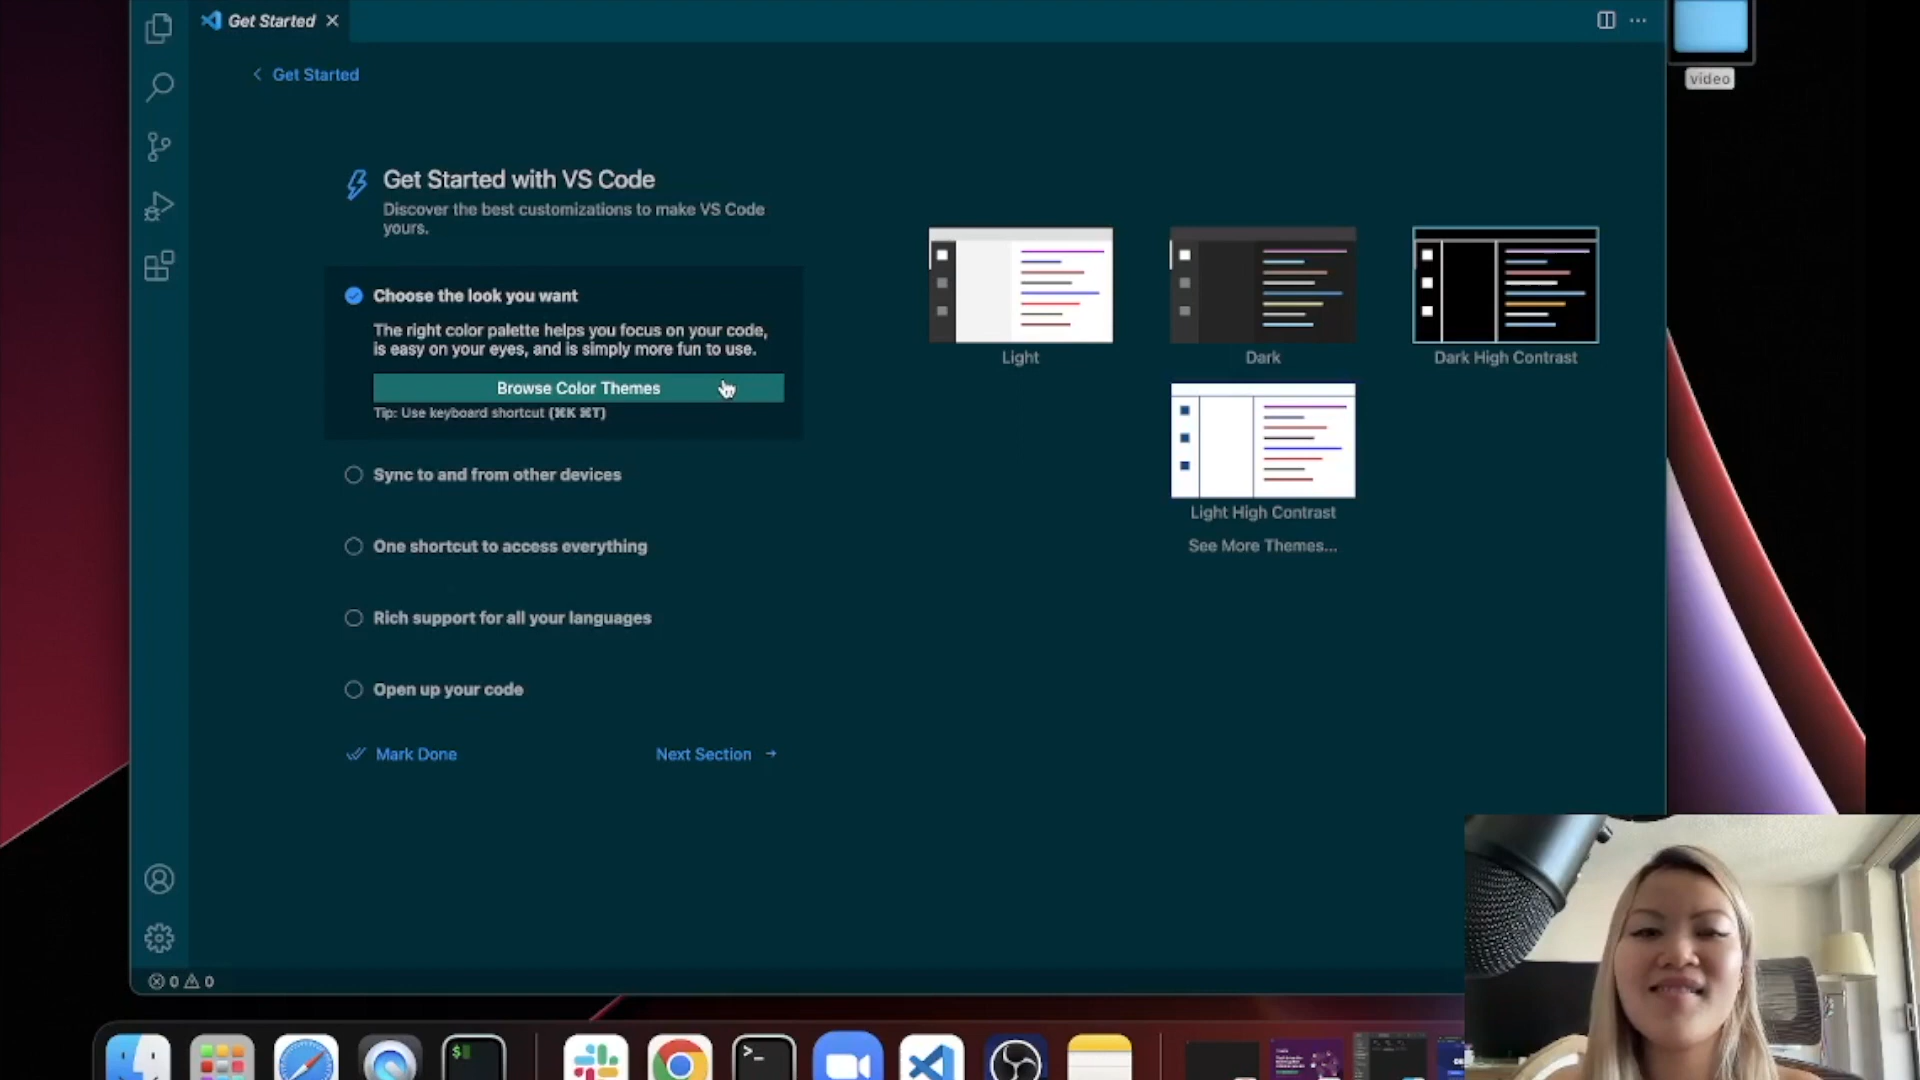 Get Started
video
Get Started
Get Started with VS Code
Discover the best customizations to make VS Code
yours.
Choose the look you want
The right color palette helps you focus on your code,
is easy on your eyes, and is simply more fun to use.
Browse Color Themes
Tip: Use keyboard shortcut (⌘K ⌘T)
Sync to and from other devices
One shortcut to access everything
Rich support for all your languages
Open up your code
Mark Done
Next Section →
Light
Dark
Dark High Contrast
Light High Contrast
See More Themes...
0 0
$
>_